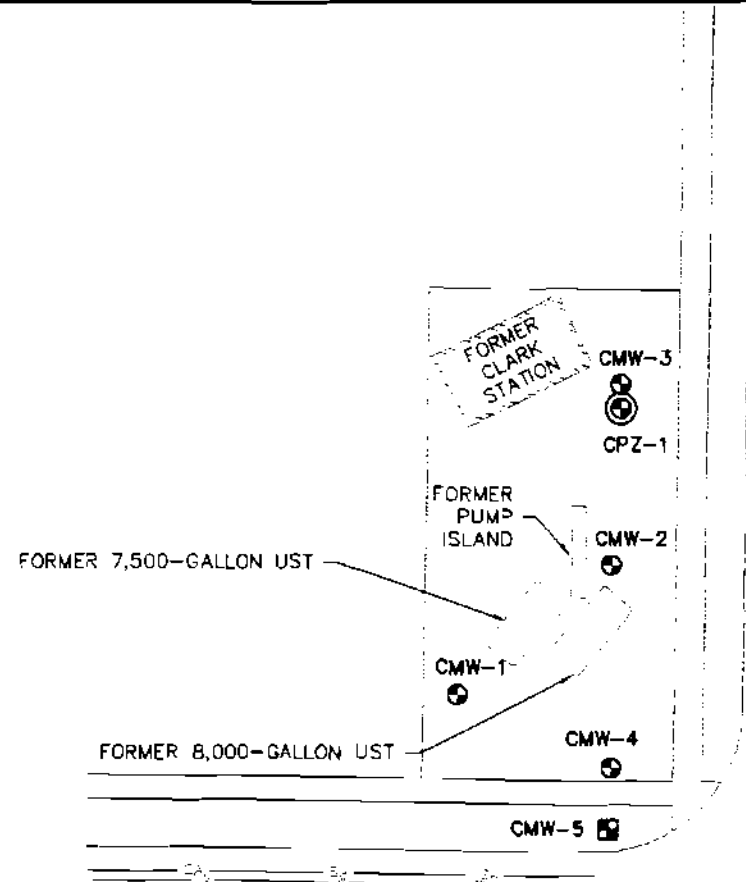 FORMER
CLARK
STATION
CMW-3
CPZ-1
FORMER
PUMP
ISLAND
CMW-2
FORMER 7,500-GALLON UST
CMW-1
FORMER 8,000-GALLON UST
CMW-4
CMW-5